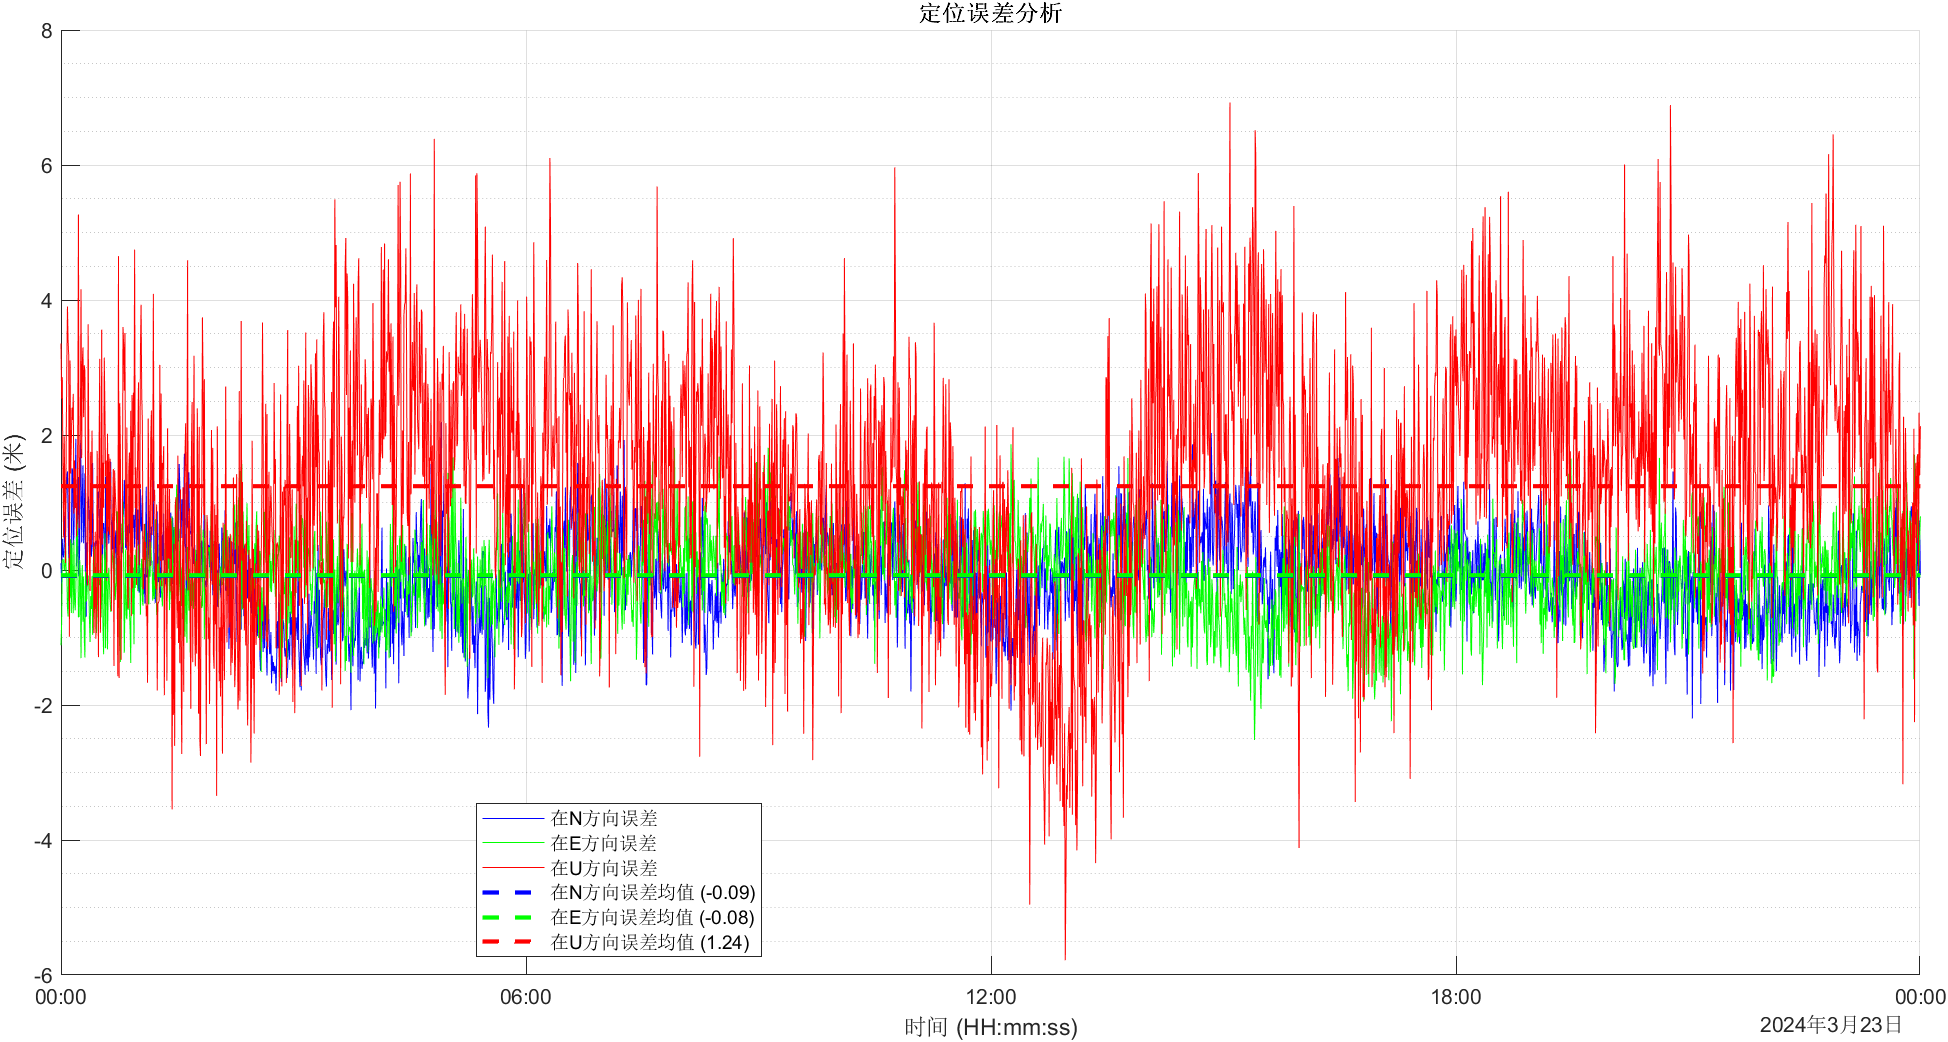 定位误差分析
8
6
4
2
0
-2
-4
-6
定位误差 (米)
在N方向误差
在E方向误差
在U方向误差
在N方向误差均值 (-0.09)
在E方向误差均值 (-0.08)
在U方向误差均值 (1.24)
00:00
06:00
12:00
18:00
00:00
时间 (HH:mm:ss)
2024年3月23日